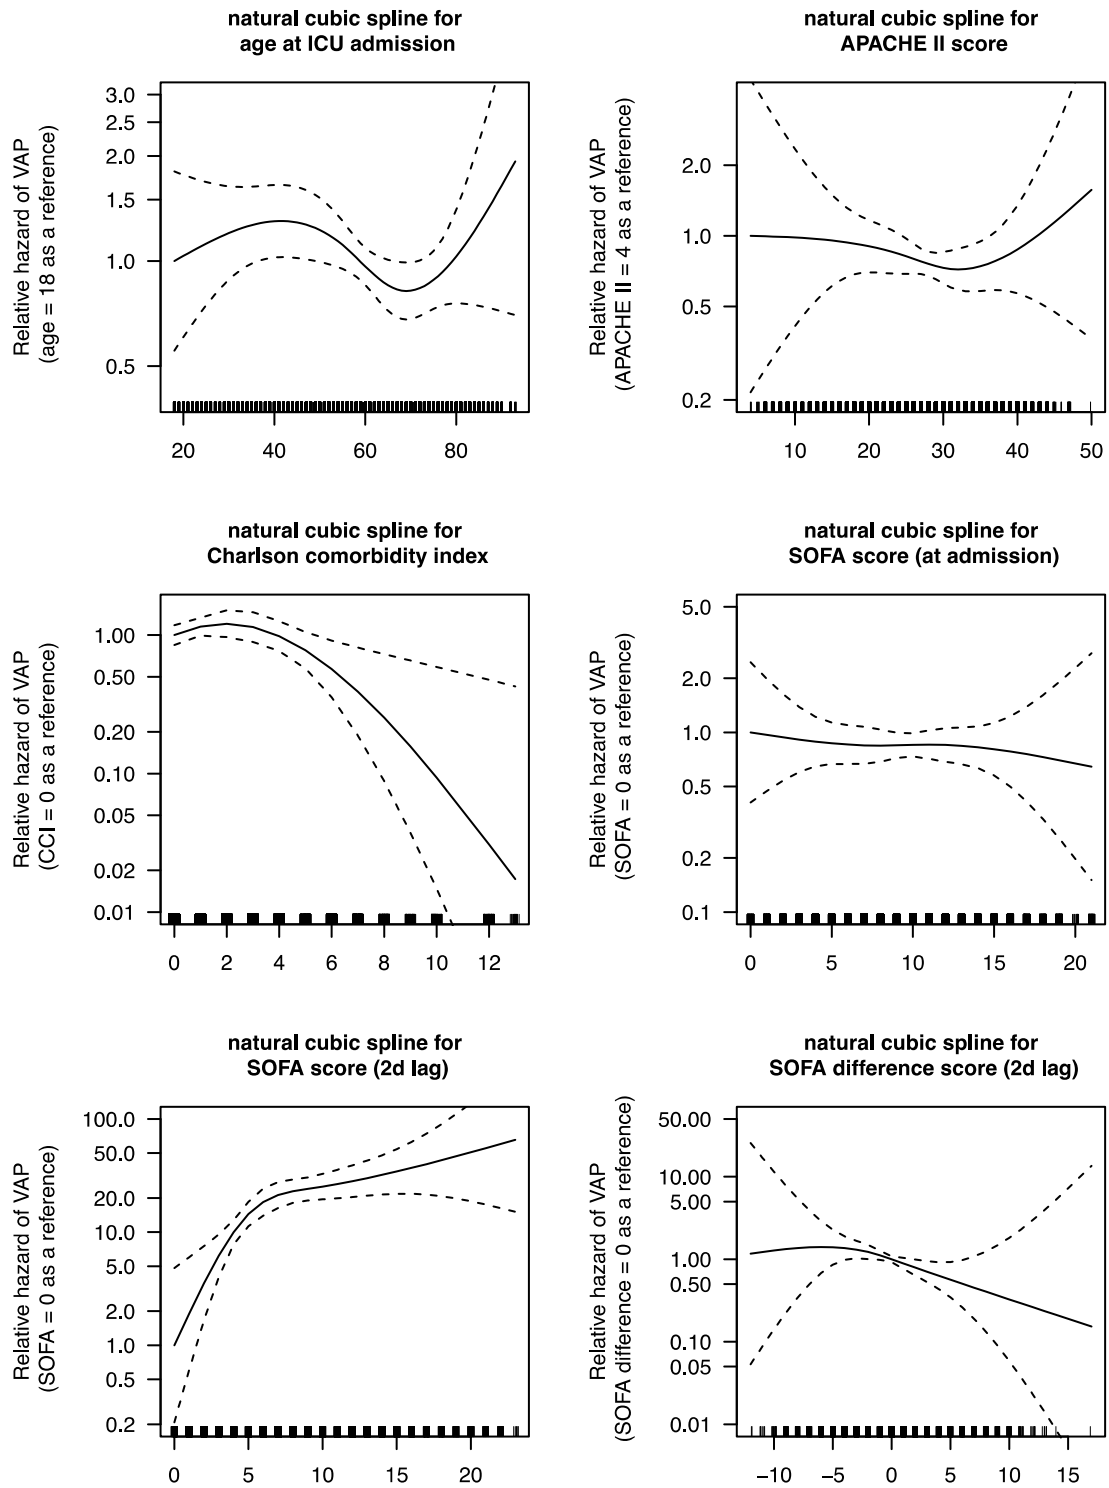 natural cubic spline for
age at ICU admission
Relative hazard of VAP
(age = 18 as a reference)
3.0
2.5
2.0
1.5
1.0
0.5
20 40 60 80
natural cubic spline for
APACHE II score
Relative hazard of VAP
(APACHE II = 4 as a reference)
2.0
1.0
0.5
0.2
10 20 30 40 50
natural cubic spline for
Charlson comorbidity index
Relative hazard of VAP
(CCI = 0 as a reference)
1.00
0.50
0.20
0.10
0.05
0.02
0.01
0 2 4 6 8 10 12
natural cubic spline for
SOFA score (at admission)
Relative hazard of VAP
(SOFA = 0 as a reference)
5.0
2.0
1.0
0.5
0.2
0.1
0 5 10 15 20
natural cubic spline for
SOFA score (2d lag)
Relative hazard of VAP
(SOFA = 0 as a reference)
100.0
50.0
20.0
10.0
5.0
2.0
1.0
0.5
0.2
0 5 10 15 20
natural cubic spline for
SOFA difference score (2d lag)
Relative hazard of VAP
(SOFA difference = 0 as a reference)
50.00
10.00
5.00
1.00
0.50
0.10
0.05
0.01
−10 −5 0 5 10 15